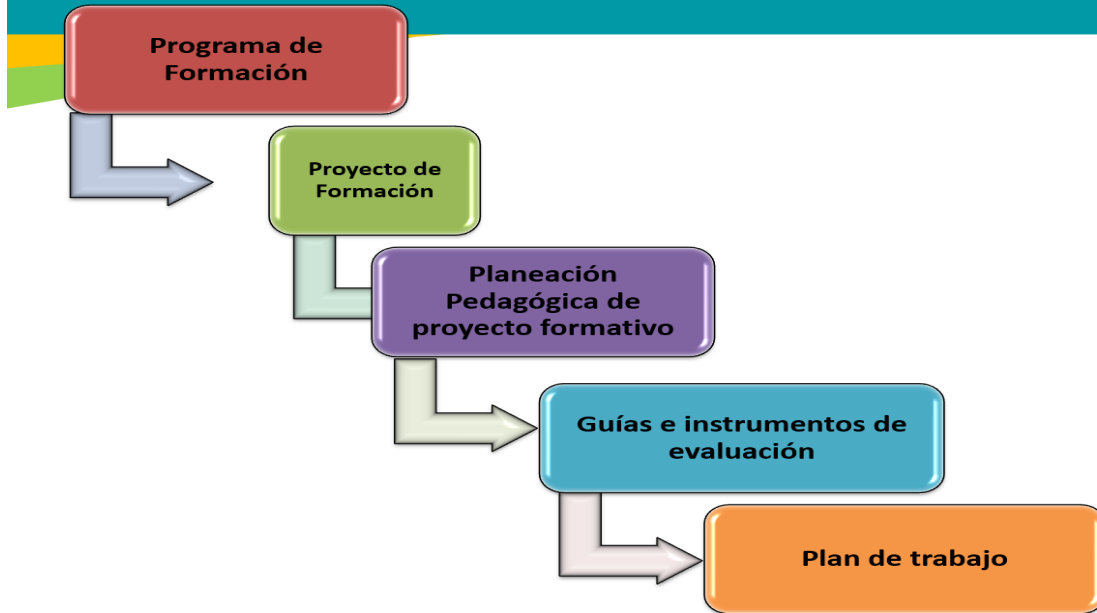 Programa de
Formación
Proyecto de
Formación
Planeación
Pedagógica de
proyecto formativo
Guías e instrumentos de
evaluación
Plan de trabajo